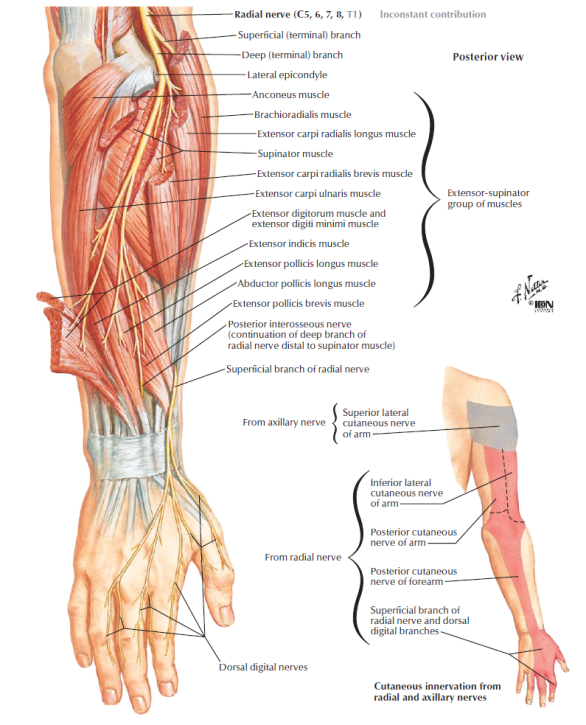 Radial nerve (C5, 6, 7, 8, T1) Inconstant contribution
Superficial (terminal) branch
Deep (terminal) branch
Posterior view
Lateral epicondyle
Anconeus muscle
Brachioradialis muscle
Extensor carpi radialis longus muscle
Supinator muscle
Extensor carpi radialis brevis muscle
Extensor carpi ulnaris muscle
Extensor-supinator
group of muscles
Extensor digitorum muscle and
extensor digiti minimi muscle
Extensor indicis muscle
Extensor pollicis longus muscle
Abductor pollicis longus muscle
Extensor pollicis brevis muscle
Posterior interosseous nerve
(continuation of deep branch of
radial nerve distal to supinator muscle)
Superficial branch of radial nerve
F. Netter
M.D.
©
From axillary nerve
Superior lateral
cutaneous nerve
of arm
From radial nerve
Inferior lateral
cutaneous nerve
of arm
Posterior cutaneous
nerve of arm
Posterior cutaneous
nerve of forearm
Superficial branch of
radial nerve and dorsal
digital branches
Dorsal digital nerves
Cutaneous innervation from
radial and axillary nerves